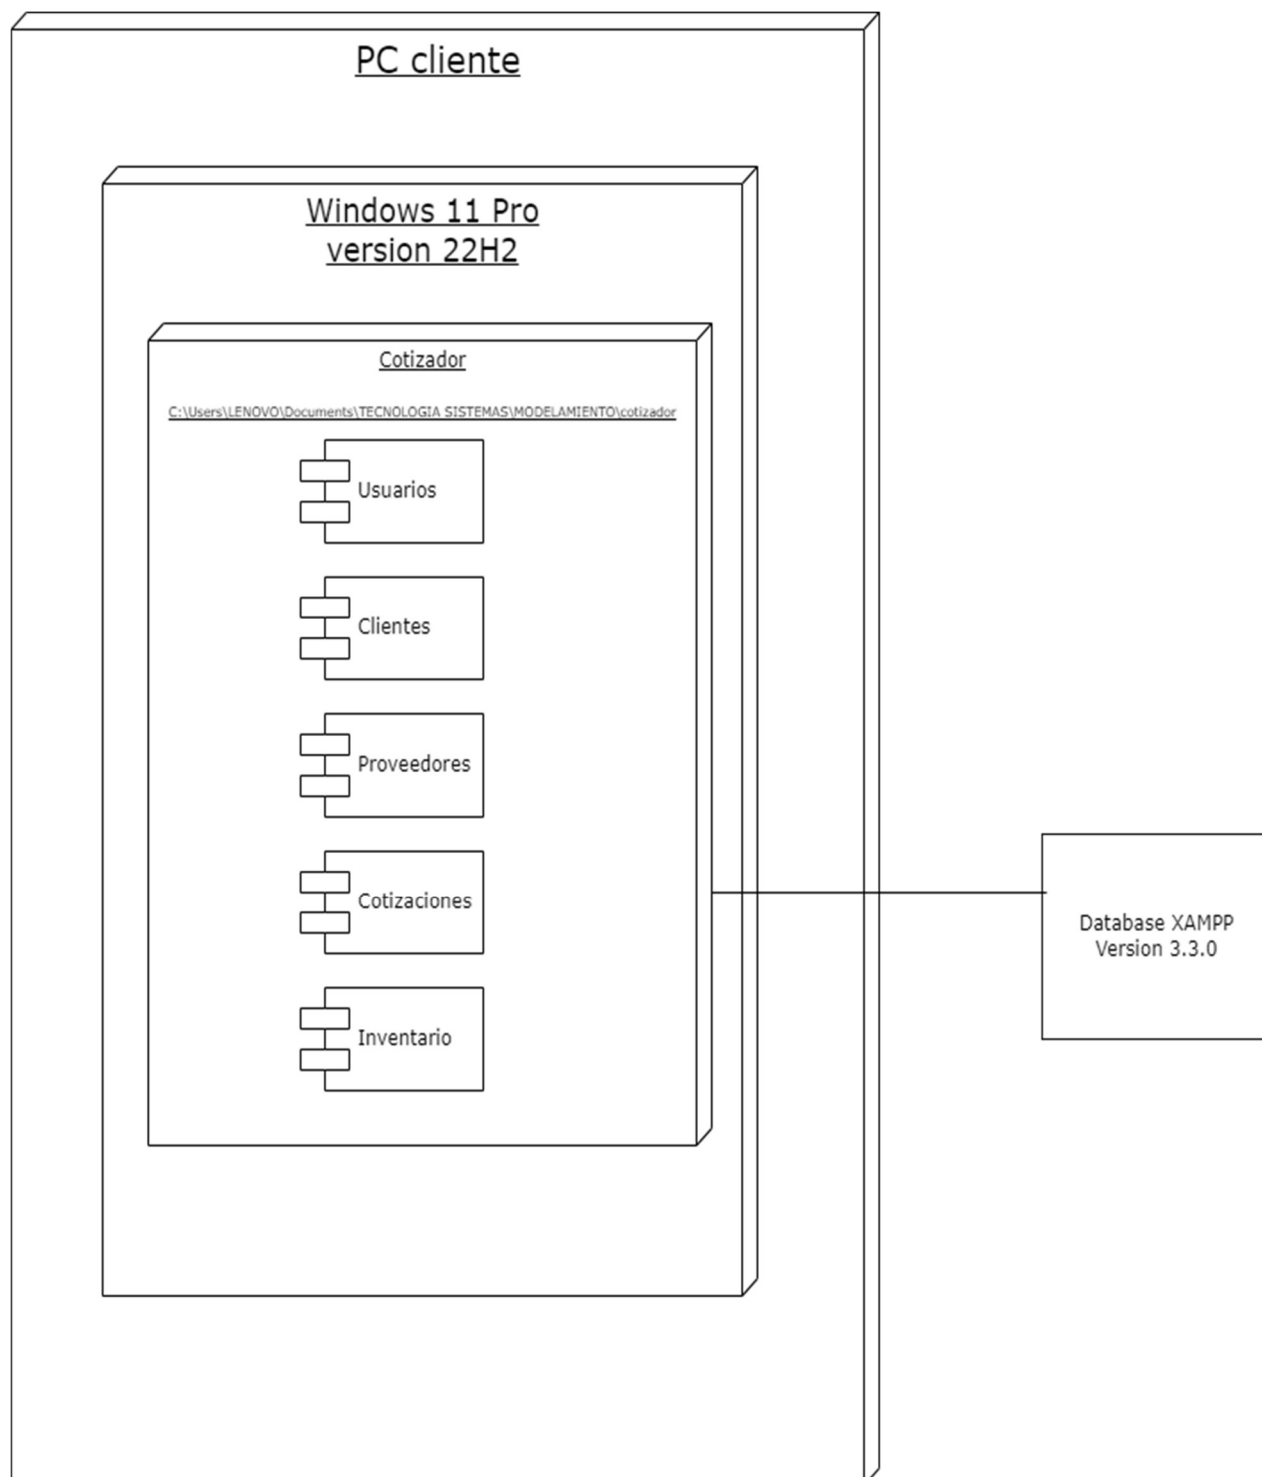 PC cliente
Windows 11 Pro
version 22H2
Cotizador
C:\Users\LENOVO\Documents\TECNOLOGIA SISTEMAS\MODELAMIENTO\cotizador
Usuarios
Clientes
Proveedores
Cotizaciones
Inventario
Database XAMPP
Version 3.3.0